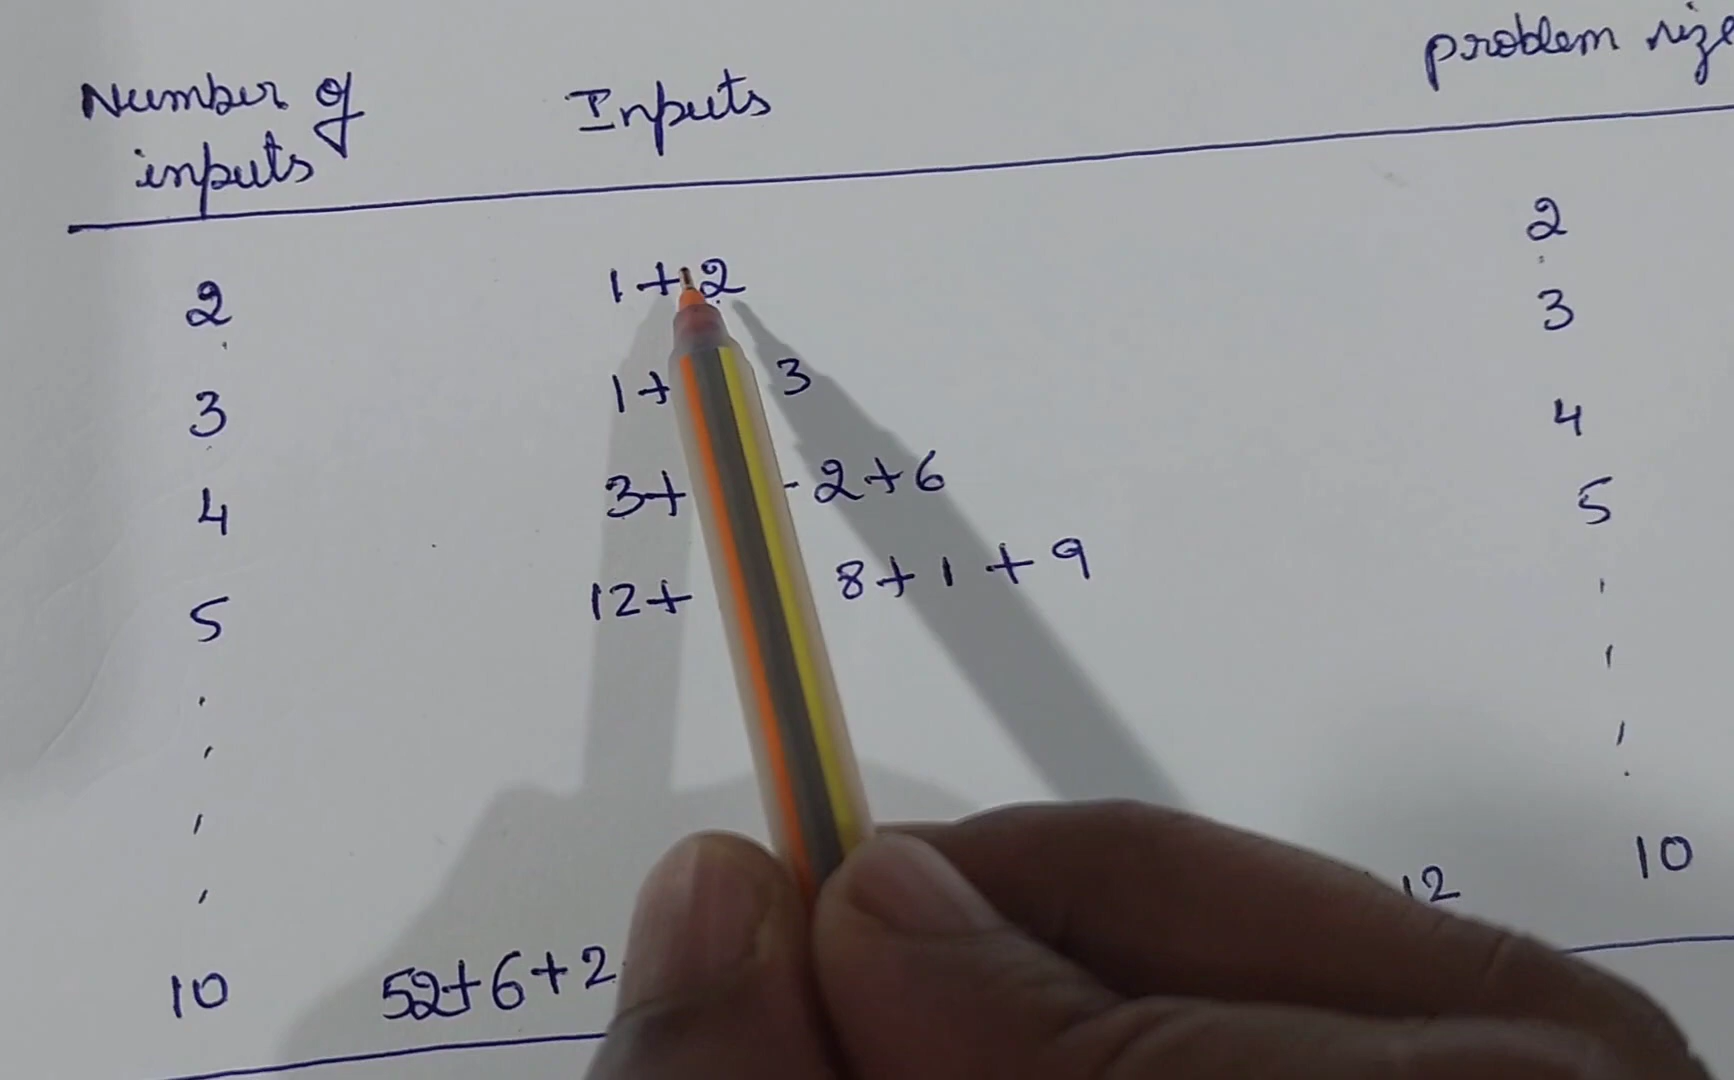 Number of inputs Inputs problem size
2 1+2 2
3 1+ 3 3
4 3+ 2+6 4
5 12+ 8+1+9 5
10 52+6+2 12 10